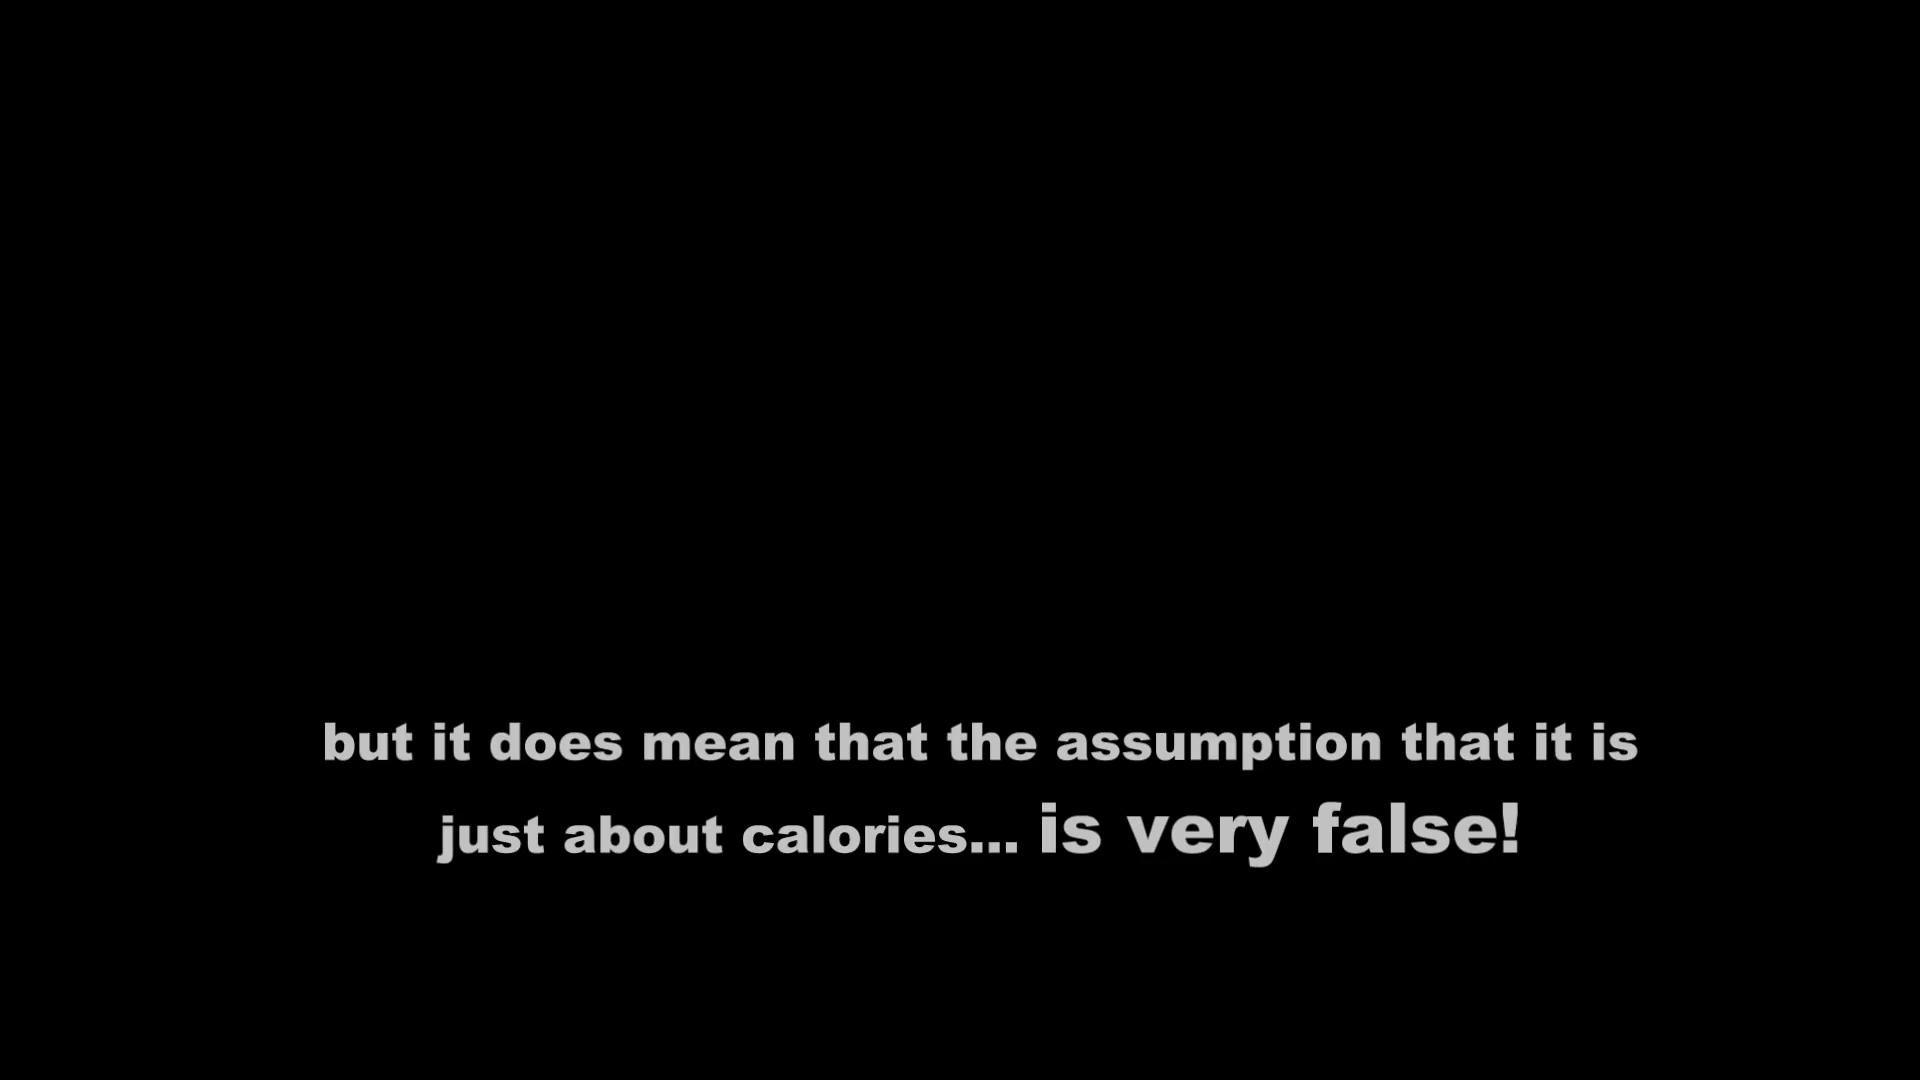 but it does mean that the assumption that it is
just about calories... is very false!